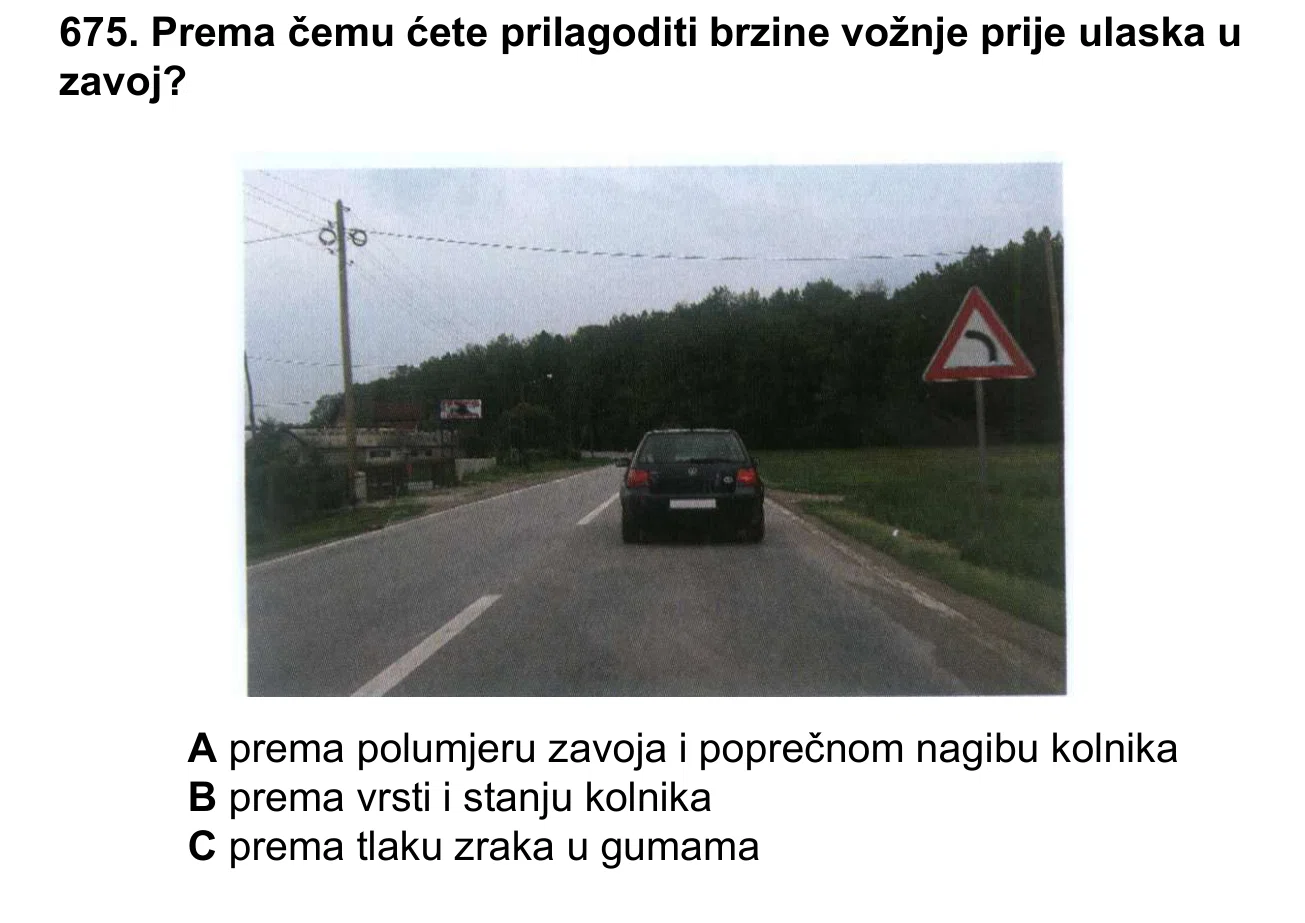 675. Prema čemu ćete prilagoditi brzine vožnje prije ulaska u
zavoj?
A prema polumjeru zavoja i poprečnom nagibu kolnika
B prema vrsti i stanju kolnika
C prema tlaku zraka u gumama